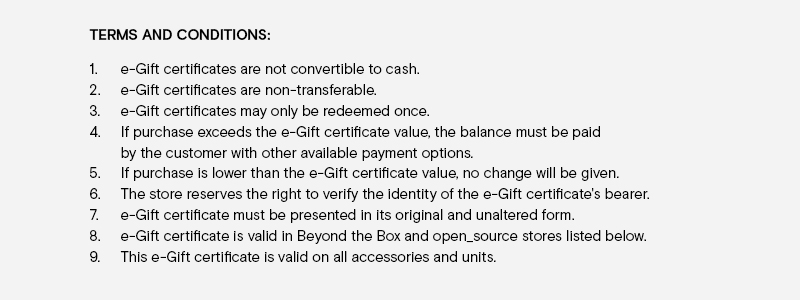 TERMS AND CONDITIONS:
1. e-Gift certificates are not convertible to cash.
2. e-Gift certificates are non-transferable.
3. e-Gift certificates may only be redeemed once.
4. If purchase exceeds the e-Gift certificate value, the balance must be paid
by the customer with other available payment options.
5. If purchase is lower than the e-Gift certificate value, no change will be given.
6. The store reserves the right to verify the identity of the e-Gift certificate's bearer.
7. e-Gift certificate must be presented in its original and unaltered form.
8. e-Gift certificate is valid in Beyond the Box and open_source stores listed below.
9. This e-Gift certificate is valid on all accessories and units.